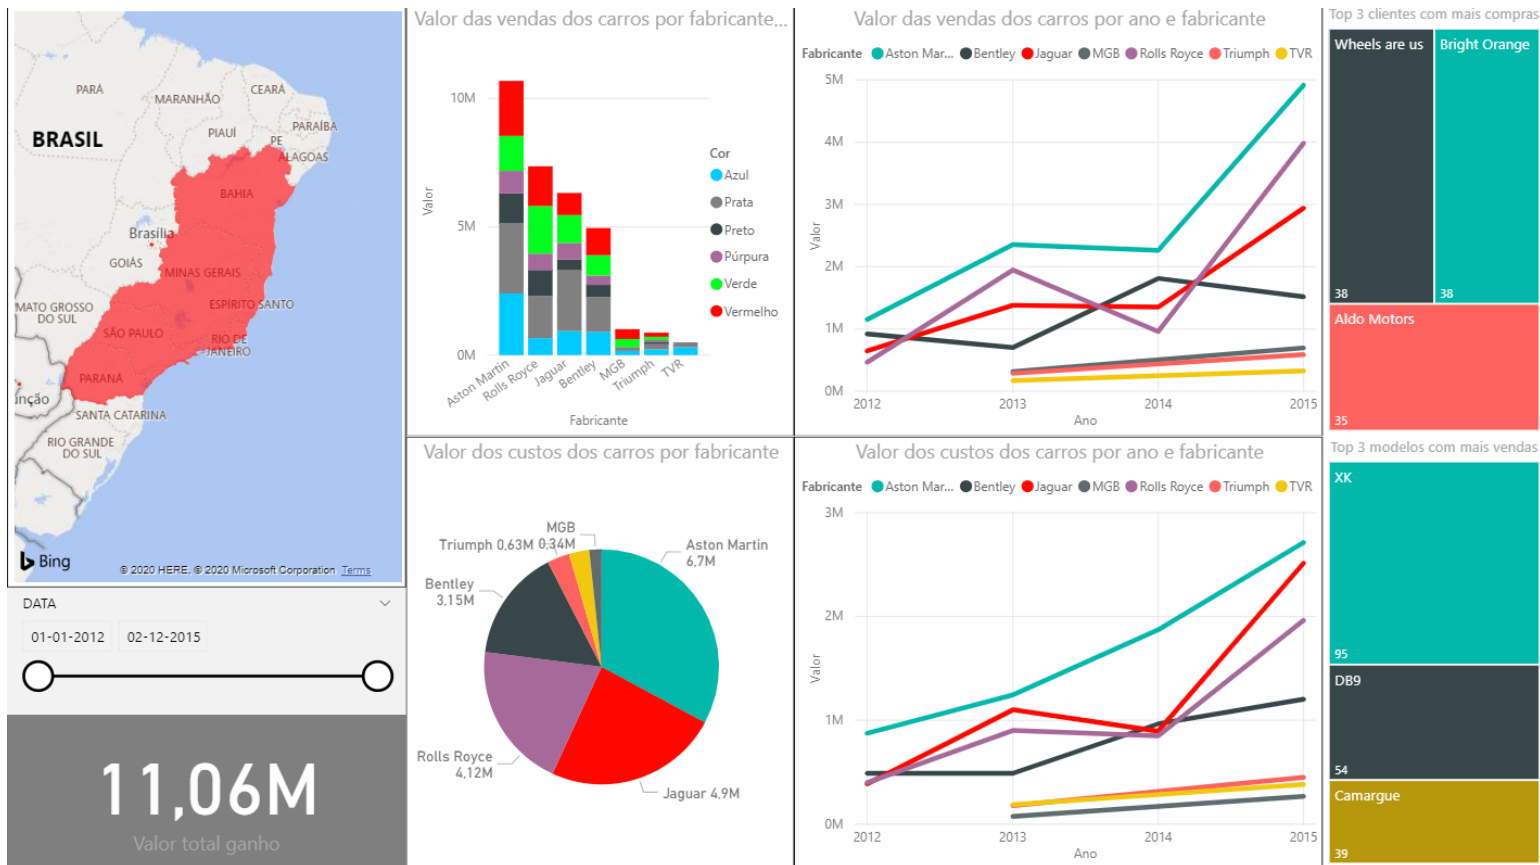 PARÁ
MARANHÃO
CEARÁ
PIAUÍ
PARAÍBA
PE
ALAGOAS
BRASIL
BAHIA
Brasília
GOIÁS
MINAS GERAIS
MATO GROSSO
DO SUL
ESPÍRITO SANTO
SÃO PAULO
RIO DE
JANEIRO
PARANÁ
unção
SANTA CATARINA
RIO GRANDE
DO SUL
Bing
© 2020 HERE, © 2020 Microsoft Corporation Terms
DATA
01-01-2012 02-12-2015
11,06M
Valor total ganho
Valor das vendas dos carros por fabricante...
10M
5M
0M
Valor
Aston Martin
Rolls Royce
Jaguar
Bentley
MGB
Triumph
TVR
Fabricante
Cor
Azul
Prata
Preto
Púrpura
Verde
Vermelho
Valor dos custos dos carros por fabricante
MGB
0,34M
Triumph 0,63M
Aston Martin
6,7M
Bentley
3,15M
Rolls Royce
4,12M
Jaguar 4,9M
Valor das vendas dos carros por ano e fabricante
Fabricante Aston Mar... Bentley Jaguar MGB Rolls Royce Triumph TVR
5M
4M
3M
2M
1M
0M
Valor
2012 2013 2014 2015
Ano
Valor dos custos dos carros por ano e fabricante
Fabricante Aston Mar... Bentley Jaguar MGB Rolls Royce Triumph TVR
3M
2M
1M
0M
Valor
2012 2013 2014 2015
Ano
Top 3 clientes com mais compras
Wheels are us
38
Bright Orange
38
Aldo Motors
35
Top 3 modelos com mais vendas
XK
95
DB9
54
Camargue
39